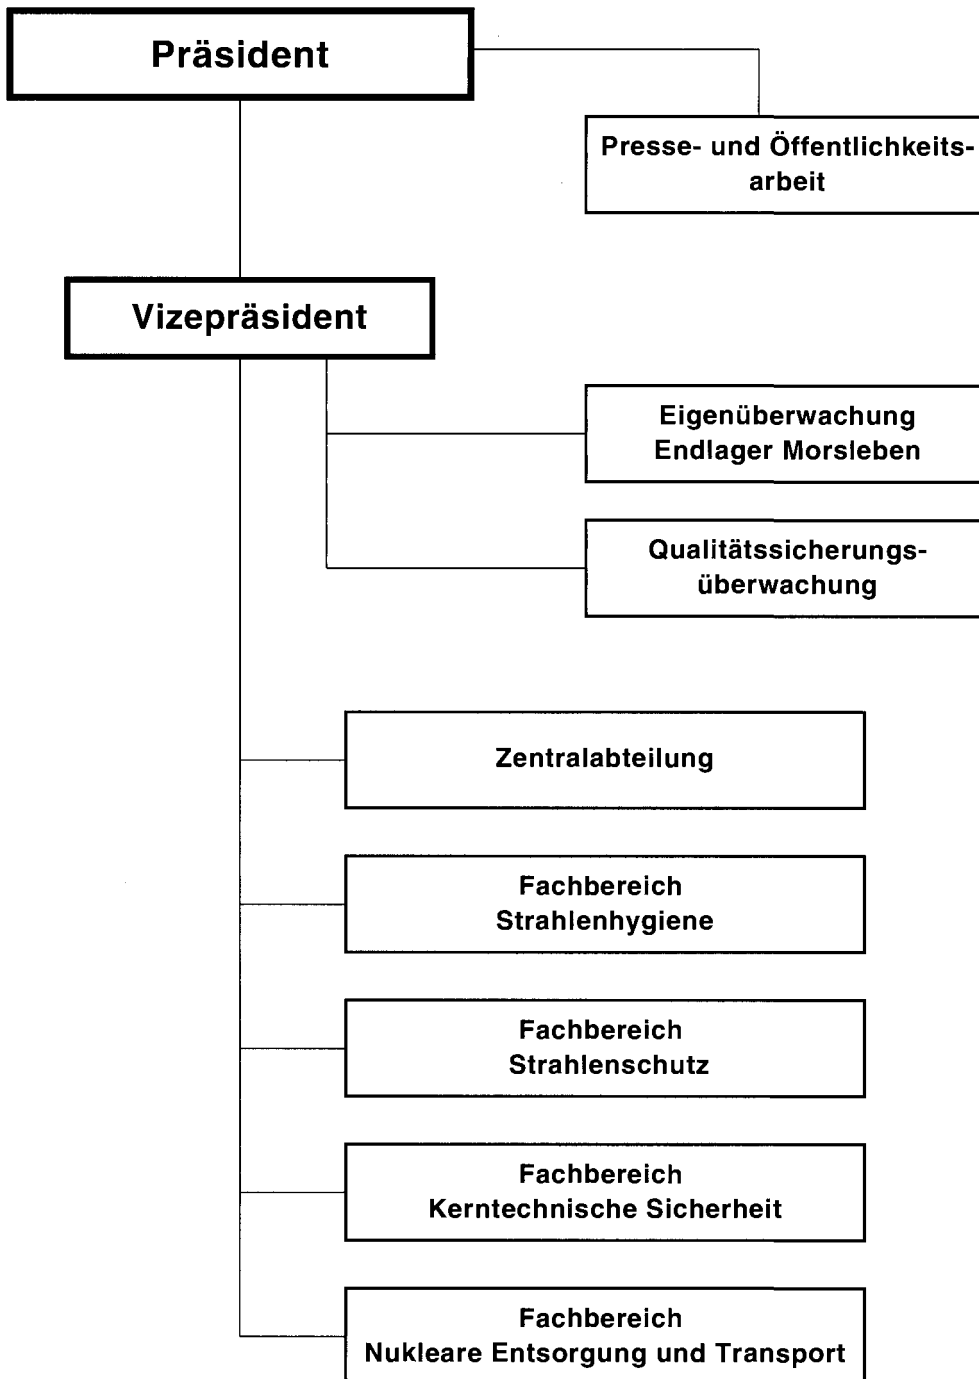 Präsident
Presse- und Öffentlichkeits-
arbeit
Vizepräsident
Eigenüberwachung
Endlager Morsleben
Qualitätssicherungs-
überwachung
Zentralabteilung
Fachbereich
Strahlenhygiene
Fachbereich
Strahlenschutz
Fachbereich
Kerntechnische Sicherheit
Fachbereich
Nukleare Entsorgung und Transport